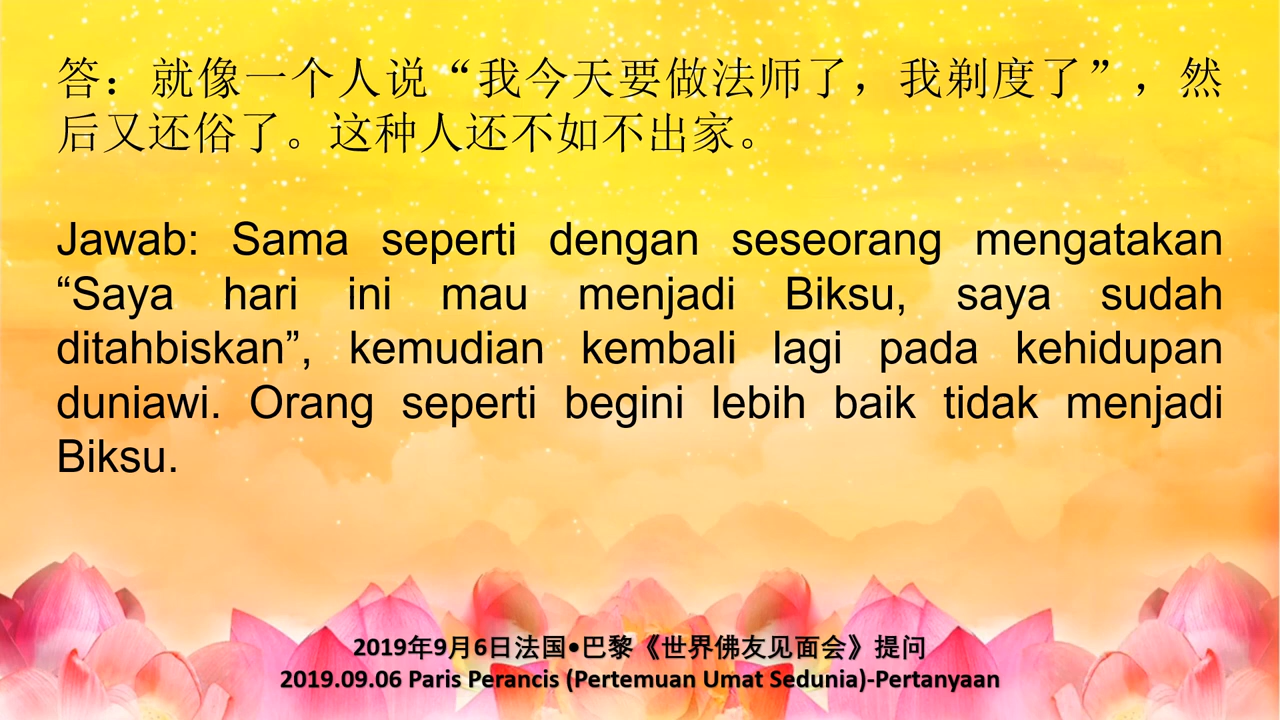 答：就像一个人说“我今天要做法师了，我剃度了”，然
后又还俗了。这种人还不如不出家。
Jawab: Sama seperti dengan seseorang mengatakan
“Saya hari ini mau menjadi Biksu, saya sudah
ditahbiskan”, kemudian kembali lagi pada kehidupan
duniawi. Orang seperti begini lebih baik tidak menjadi
Biksu.
2019年9月6日法国•巴黎《世界佛友见面会》提问
2019.09.06 Paris Perancis (Pertemuan Umat Sedunia)-Pertanyaan